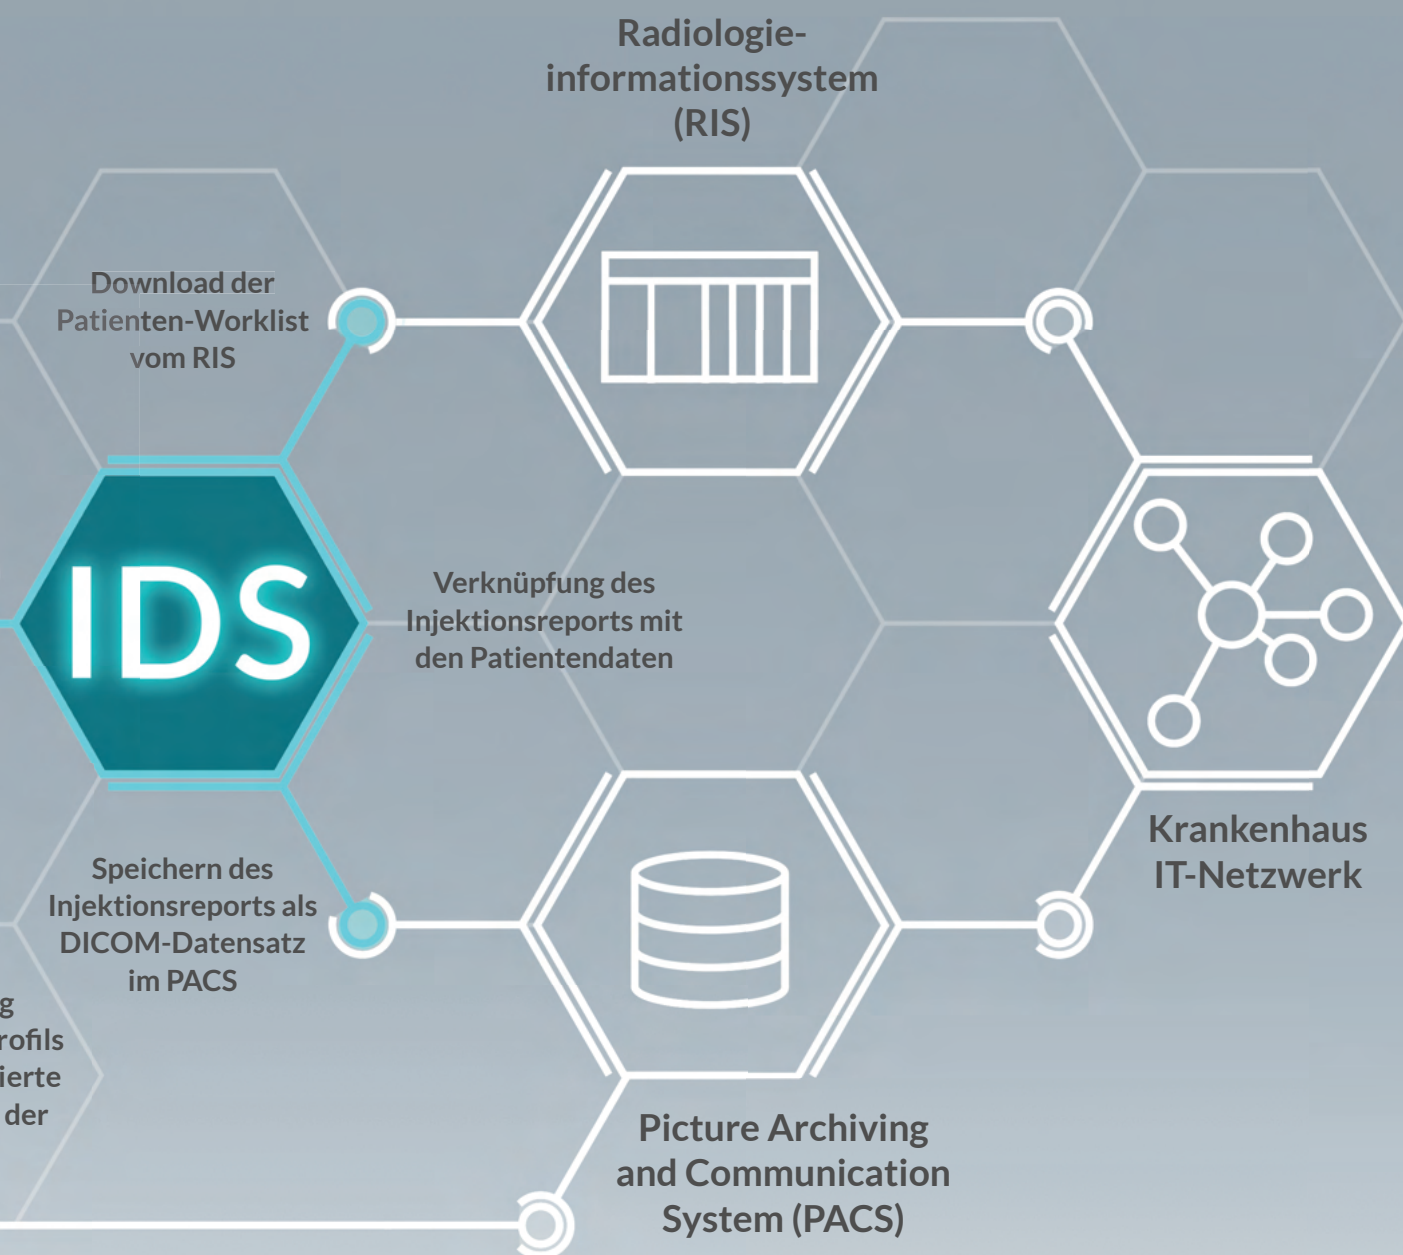 Radiologie-
informationssystem
(RIS)
Download der
Patienten-Worklist
vom RIS
IDS
Verknüpfung des
Injektionsreports mit
den Patientendaten
Krankenhaus
IT-Netzwerk
Speichern des
Injektionsreports als
DICOM-Datensatz
im PACS
der
Picture Archiving
and Communication
System (PACS)